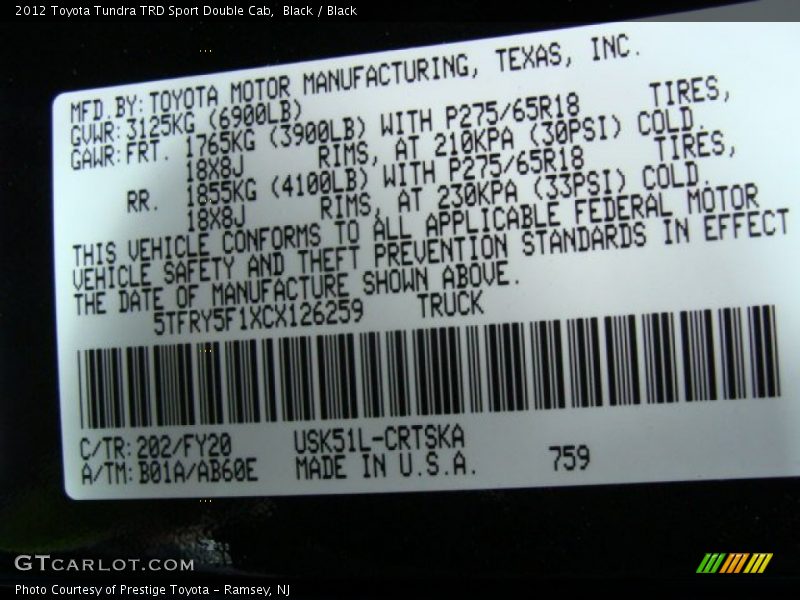 2012 Toyota Tundra TRD Sport Double Cab,  Black / Black
MFD.BY:TOYOTA MOTOR MANUFACTURING, TEXAS, INC.
GVWR:3125KG (6900LB)
GAWR:FRT. 1765KG (3900LB) WITH P275/65R18 TIRES,
18X8J RIMS, AT 210KPA (30PSI) COLD.
RR. 1855KG (4100LB) WITH P275/65R18 TIRES,
18X8J RIMS, AT 230KPA (33PSI) COLD.
THIS VEHICLE CONFORMS TO ALL APPLICABLE FEDERAL MOTOR
VEHICLE SAFETY AND THEFT PREVENTION STANDARDS IN EFFECT
THE DATE OF MANUFACTURE SHOWN ABOVE.
5TFRY5F1XCX126259 TRUCK
C/TR:202/FY20 USK51L-CRTSKA
A/TM:B01A/AB60E MADE IN U.S.A. 759
GTCARLOT.COM
Photo Courtesy of Prestige Toyota - Ramsey, NJ